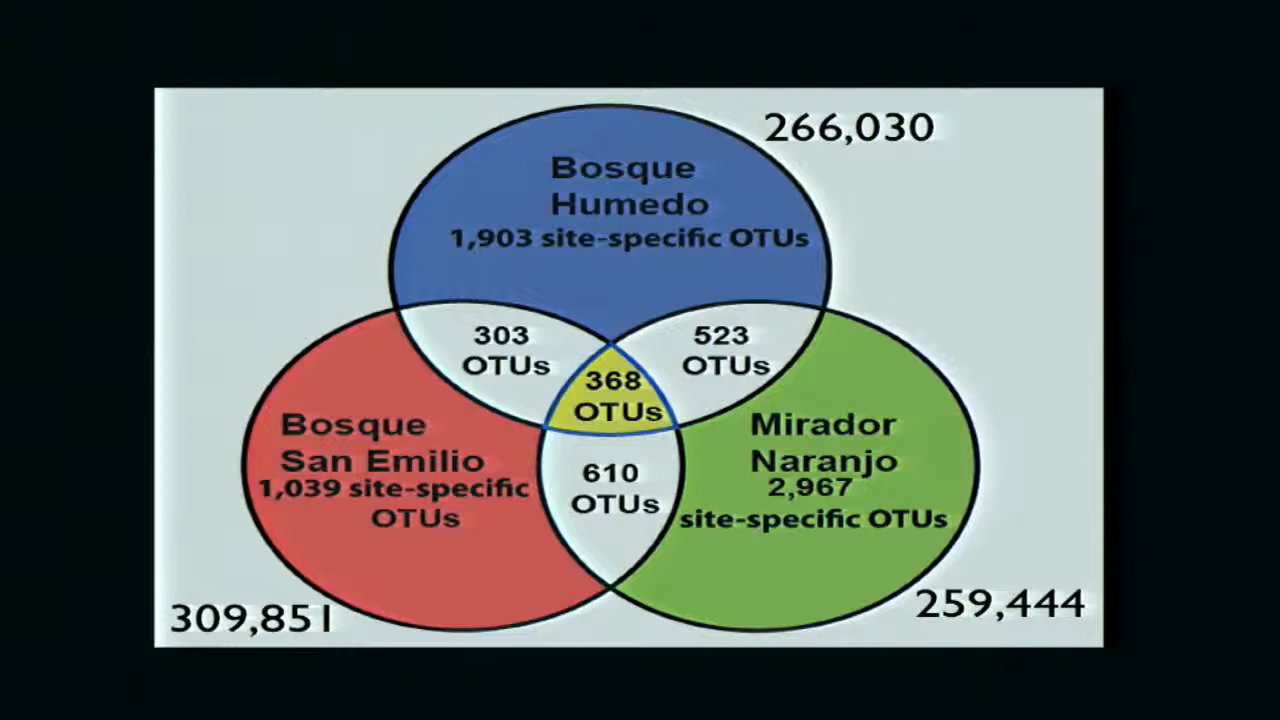 266,030
Bosque
Humedo
1,903 site-specific OTUs
303
OTUs
523
OTUs
368
OTUs
Bosque
San Emilio
1,039 site-specific
OTUs
Mirador
Naranjo
2,967
site-specific OTUs
610
OTUs
309,851
259,444